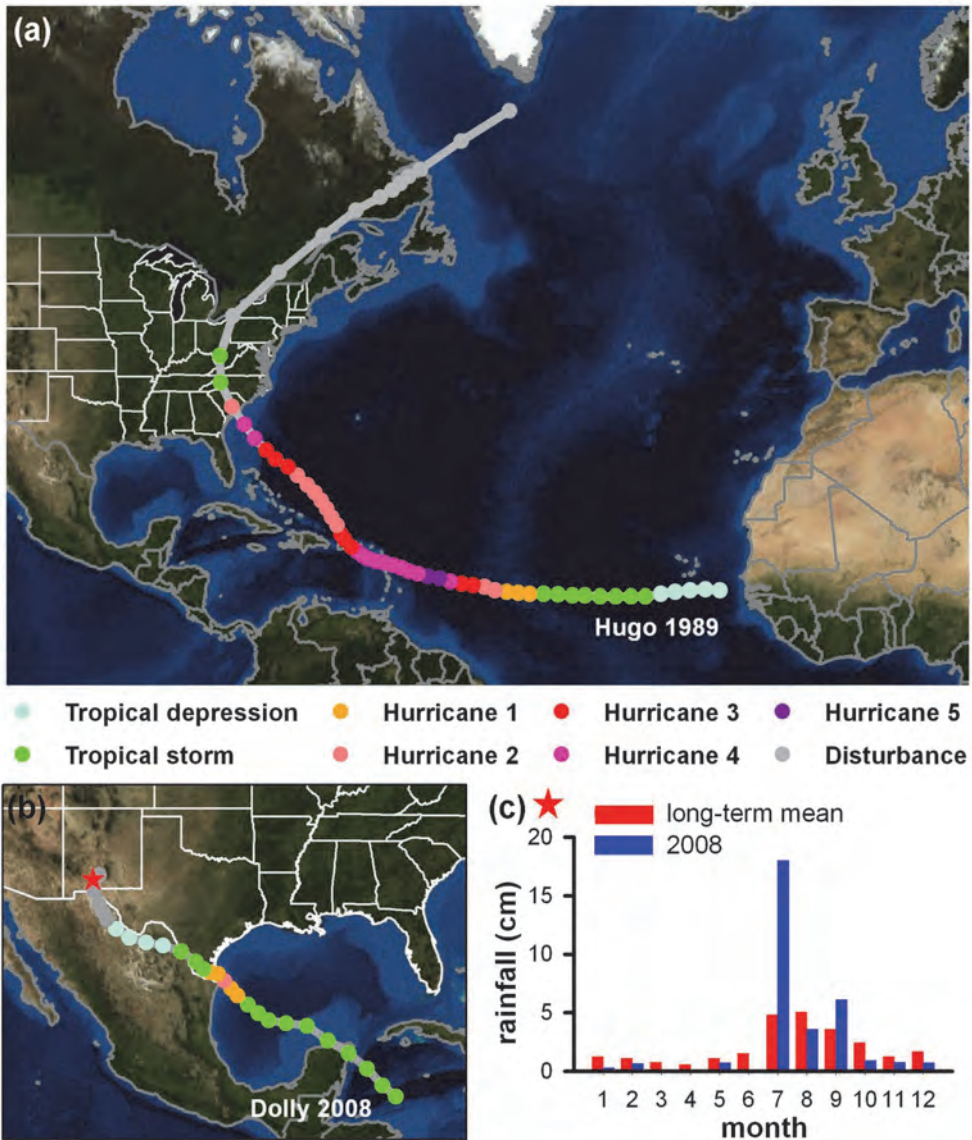 (a)
Hugo 1989
Tropical depression
Hurricane 1
Hurricane 3
Hurricane 5
Tropical storm
Hurricane 2
Hurricane 4
Disturbance
(b)
Dolly 2008
(c)
long-term mean
2008
20
15
10
5
0
rainfall (cm)
1 2 3 4 5 6 7 8 9 10 11 12
month